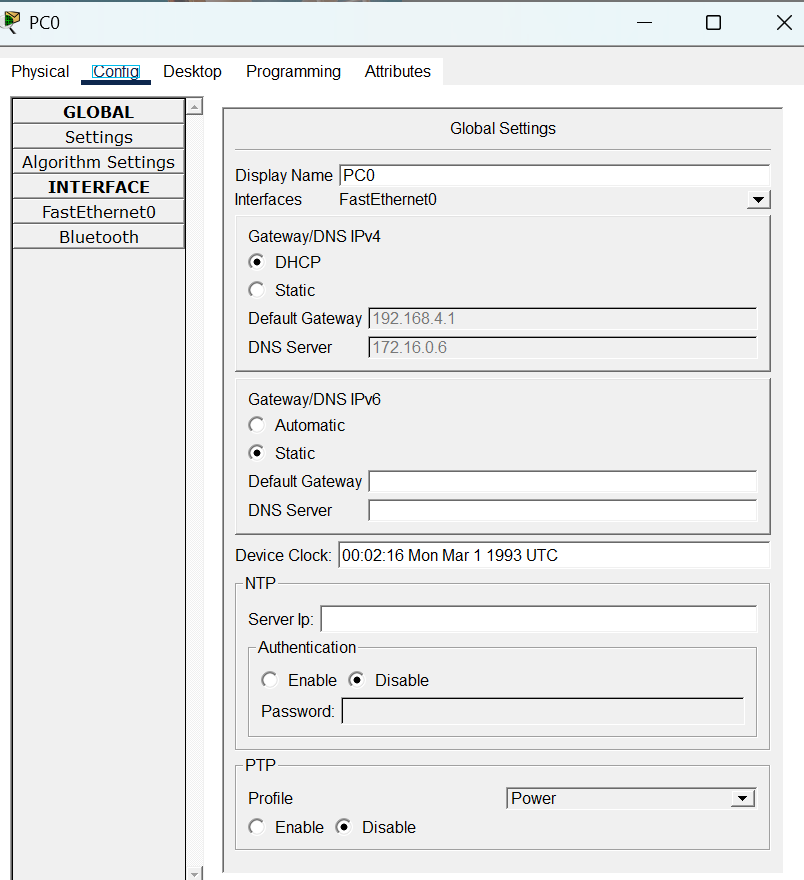 PC0
Physical Config Desktop Programming Attributes
GLOBAL
Settings
Algorithm Settings
INTERFACE
FastEthernet0
Bluetooth
Global Settings
Display Name PC0
Interfaces FastEthernet0
Gateway/DNS IPv4
DHCP
Static
Default Gateway 192.168.4.1
DNS Server 172.16.0.6
Gateway/DNS IPv6
Automatic
Static
Default Gateway
DNS Server
Device Clock: 00:02:16 Mon Mar 1 1993 UTC
NTP
Server Ip:
Authentication
Enable Disable
Password:
PTP
Profile Power
Enable Disable